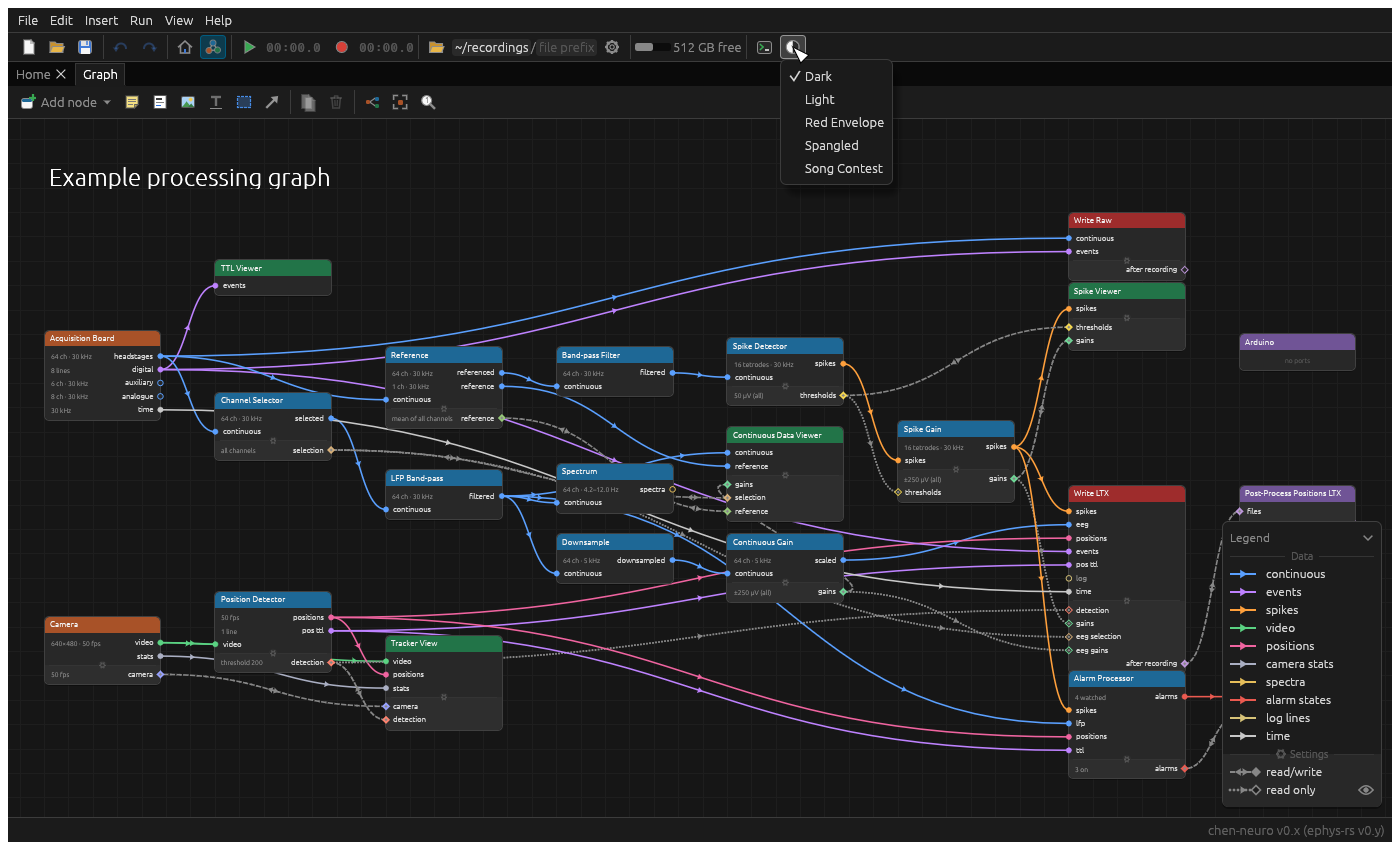 File Edit Insert Run View Help
00:00.0 00:00.0 ~/recordings/file prefix 512 GB free
Home Graph
Add node
Dark
Light
Red Envelope
Spangled
Song Contest
Example processing graph
Write Raw
continuous
events
after recording
TTL Viewer
events
Spike Viewer
spikes
thresholds
gains
Acquisition Board
64 ch · 30 kHz headstages
8 lines digital
6 ch · 30 kHz auxiliary
8 ch · 30 kHz analogue
30 kHz time
Reference
64 ch · 30 kHz referenced
1 ch · 30 kHz reference
continuous
mean of all channels reference
Band-pass Filter
64 ch · 30 kHz filtered
continuous
Spike Detector
16 tetrodes · 30 kHz spikes
continuous
50 µV (all) thresholds
Arduino
no ports
Channel Selector
64 ch · 30 kHz selected
continuous
all channels selection
Continuous Data Viewer
continuous
reference
gains
selection
reference
Spike Gain
16 tetrodes · 30 kHz spikes
spikes
±250 µV (all) gains
thresholds
LFP Band-pass
64 ch · 30 kHz filtered
continuous
Spectrum
64 ch · 4.2–12.0 Hz spectra
continuous
Write LTX
spikes
eeg
positions
events
pos ttl
log
time
detection
gains
eeg selection
eeg gains
after recording
Post-Process Positions LTX
files
Downsample
64 ch · 5 kHz downsampled
continuous
Continuous Gain
64 ch · 5 kHz scaled
continuous
±250 µV (all) gains
Position Detector
50 fps positions
1 line pos ttl
video
threshold 200 detection
Camera
640×480 · 50 fps video
stats
50 fps camera
Tracker View
video
positions
stats
camera
detection
Alarm Processor
4 watched alarms
spikes
lfp
positions
ttl
3 on alarms
Legend
Data
continuous
events
spikes
video
positions
camera stats
spectra
alarm states
log lines
time
Settings
read/write
read only
chen-neuro v0.x (ephys-rs v0.y)